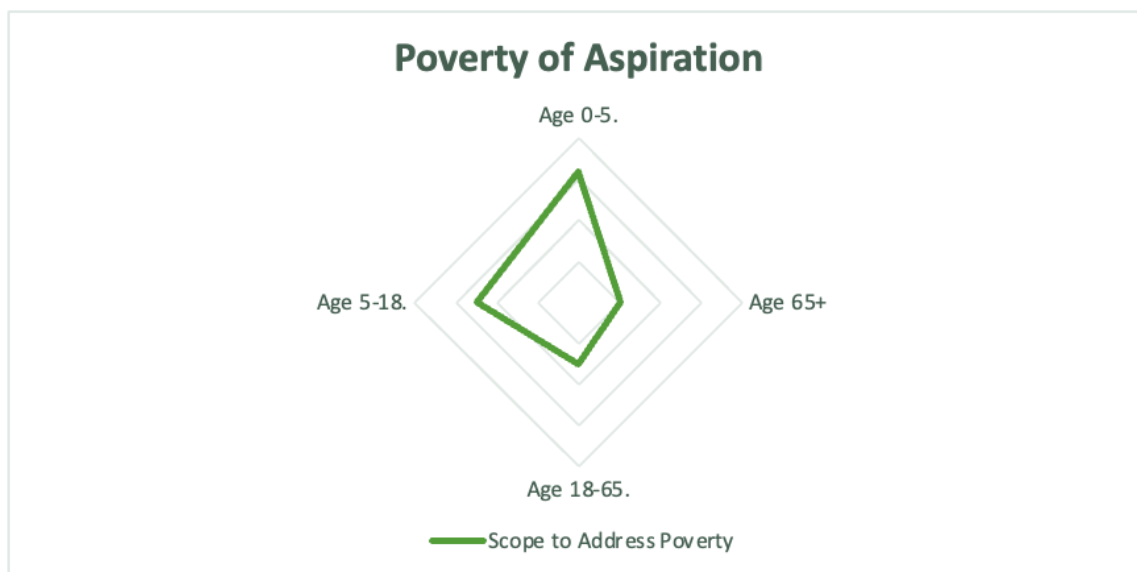 Poverty of Aspiration
Age 0-5.
Age 5-18.
Age 65+
Age 18-65.
Scope to Address Poverty